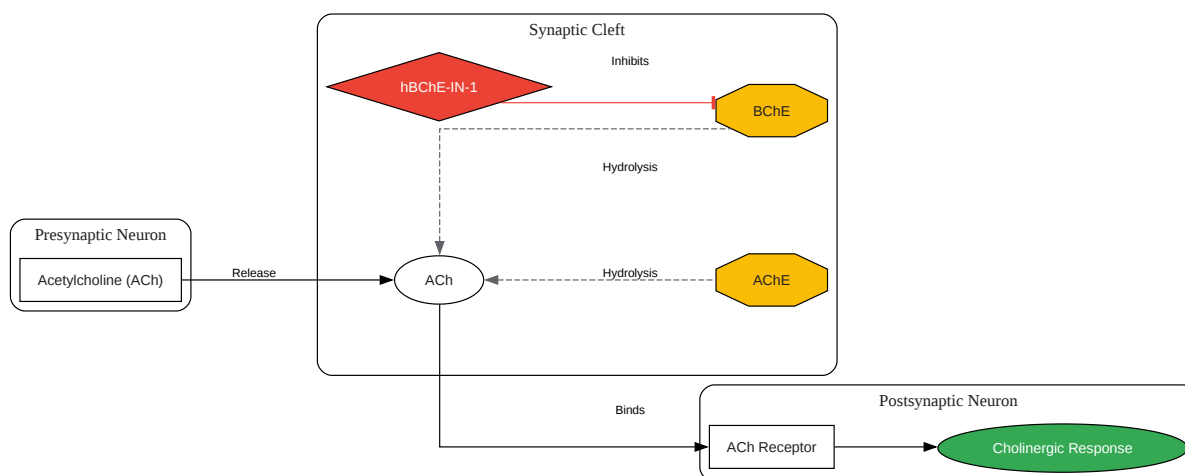 Synaptic Cleft
Inhibits
hBChE-IN-1
BChE
Hydrolysis
Presynaptic Neuron
Acetylcholine (ACh)
Release
ACh
Hydrolysis
AChE
Binds
Postsynaptic Neuron
ACh Receptor
Cholinergic Response